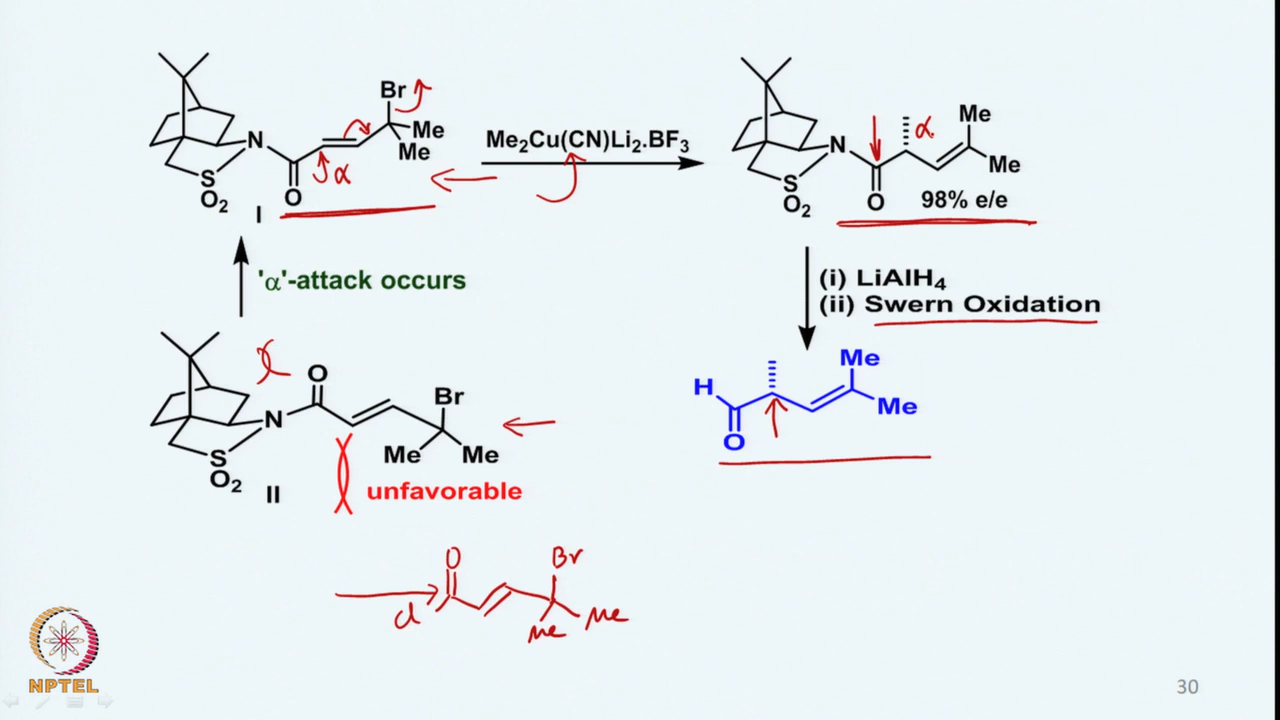 Br
Me
Me
N
α
S
O2
O
I
Me2Cu(CN)Li2.BF3
Me
α
Me
N
S
O2
O
98% e/e
'α'-attack occurs
(i) LiAlH4
(ii) Swern Oxidation
O
Br
N
Me Me
S
O2
II
unfavorable
Me
H
Me
O
O
Br
Cl
Me
Me
NPTEL
30